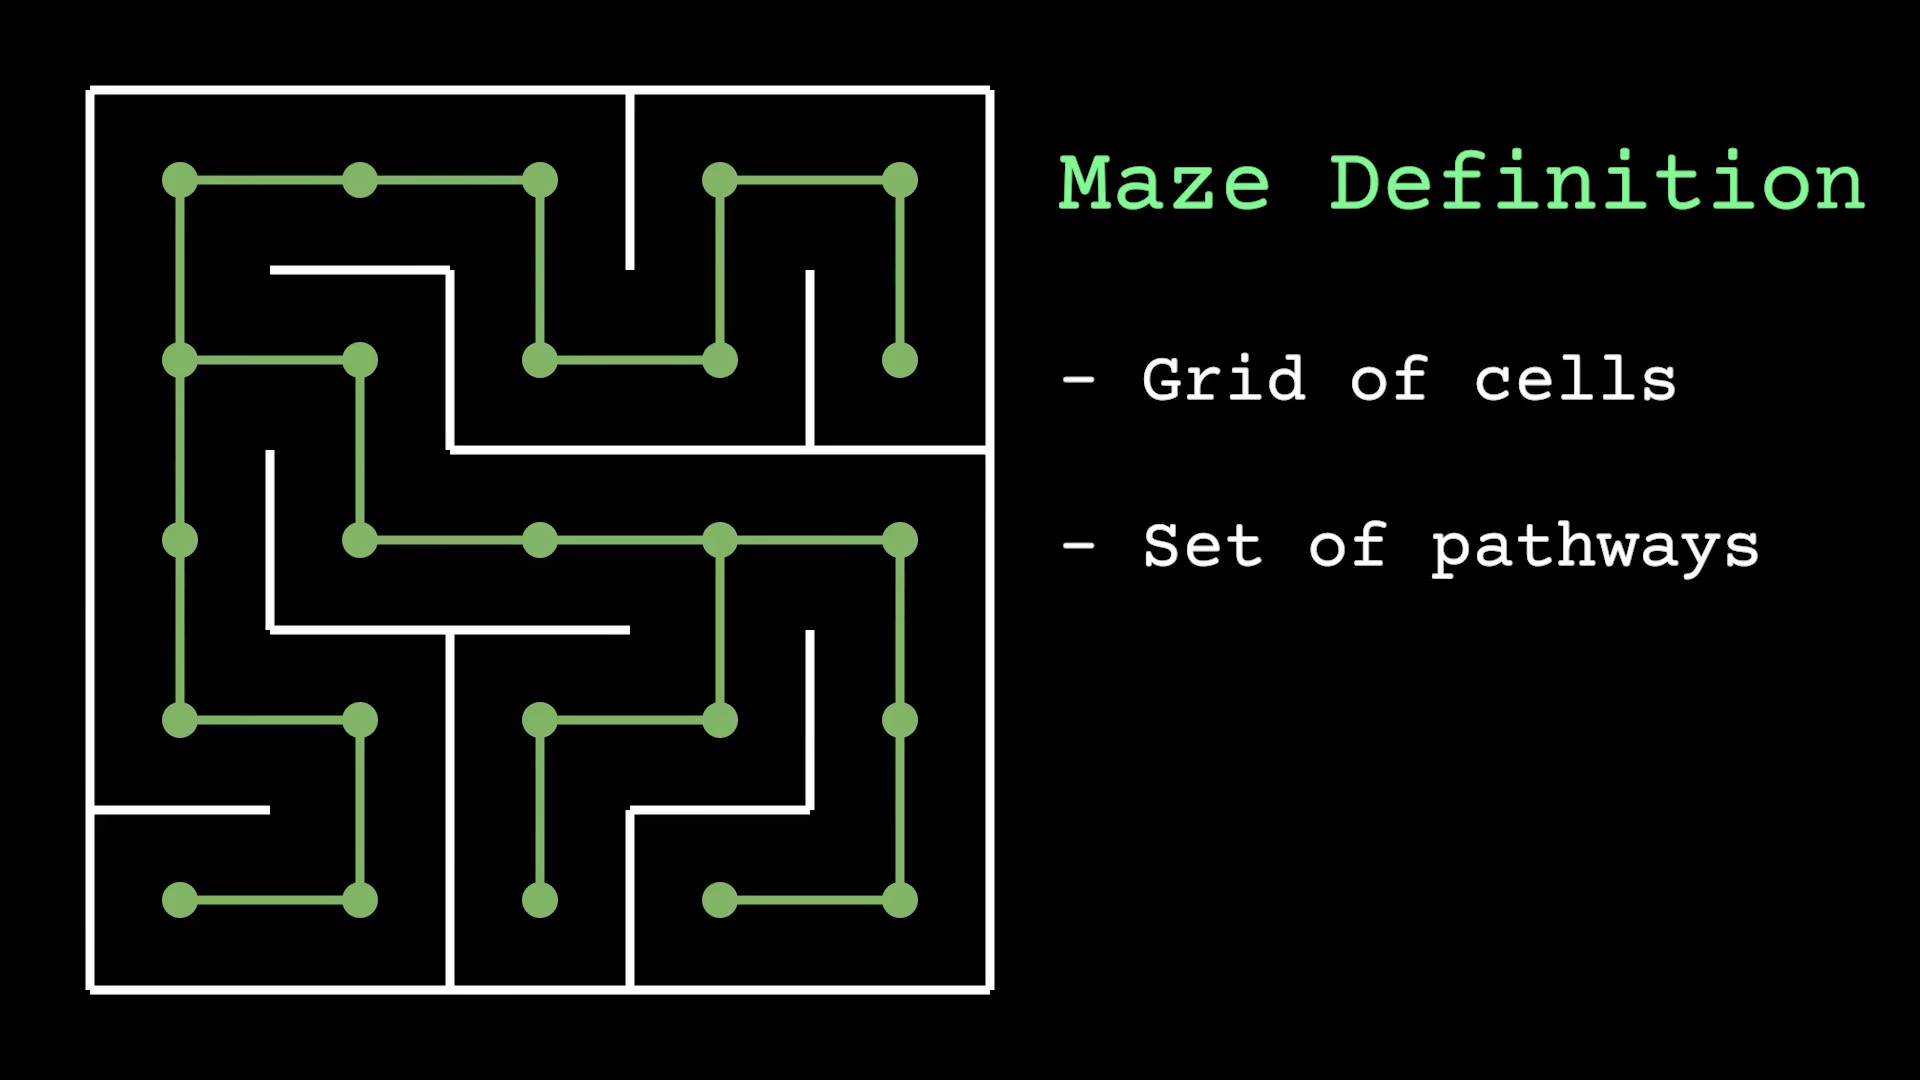 Maze Definition
- Grid of cells
- Set of pathways